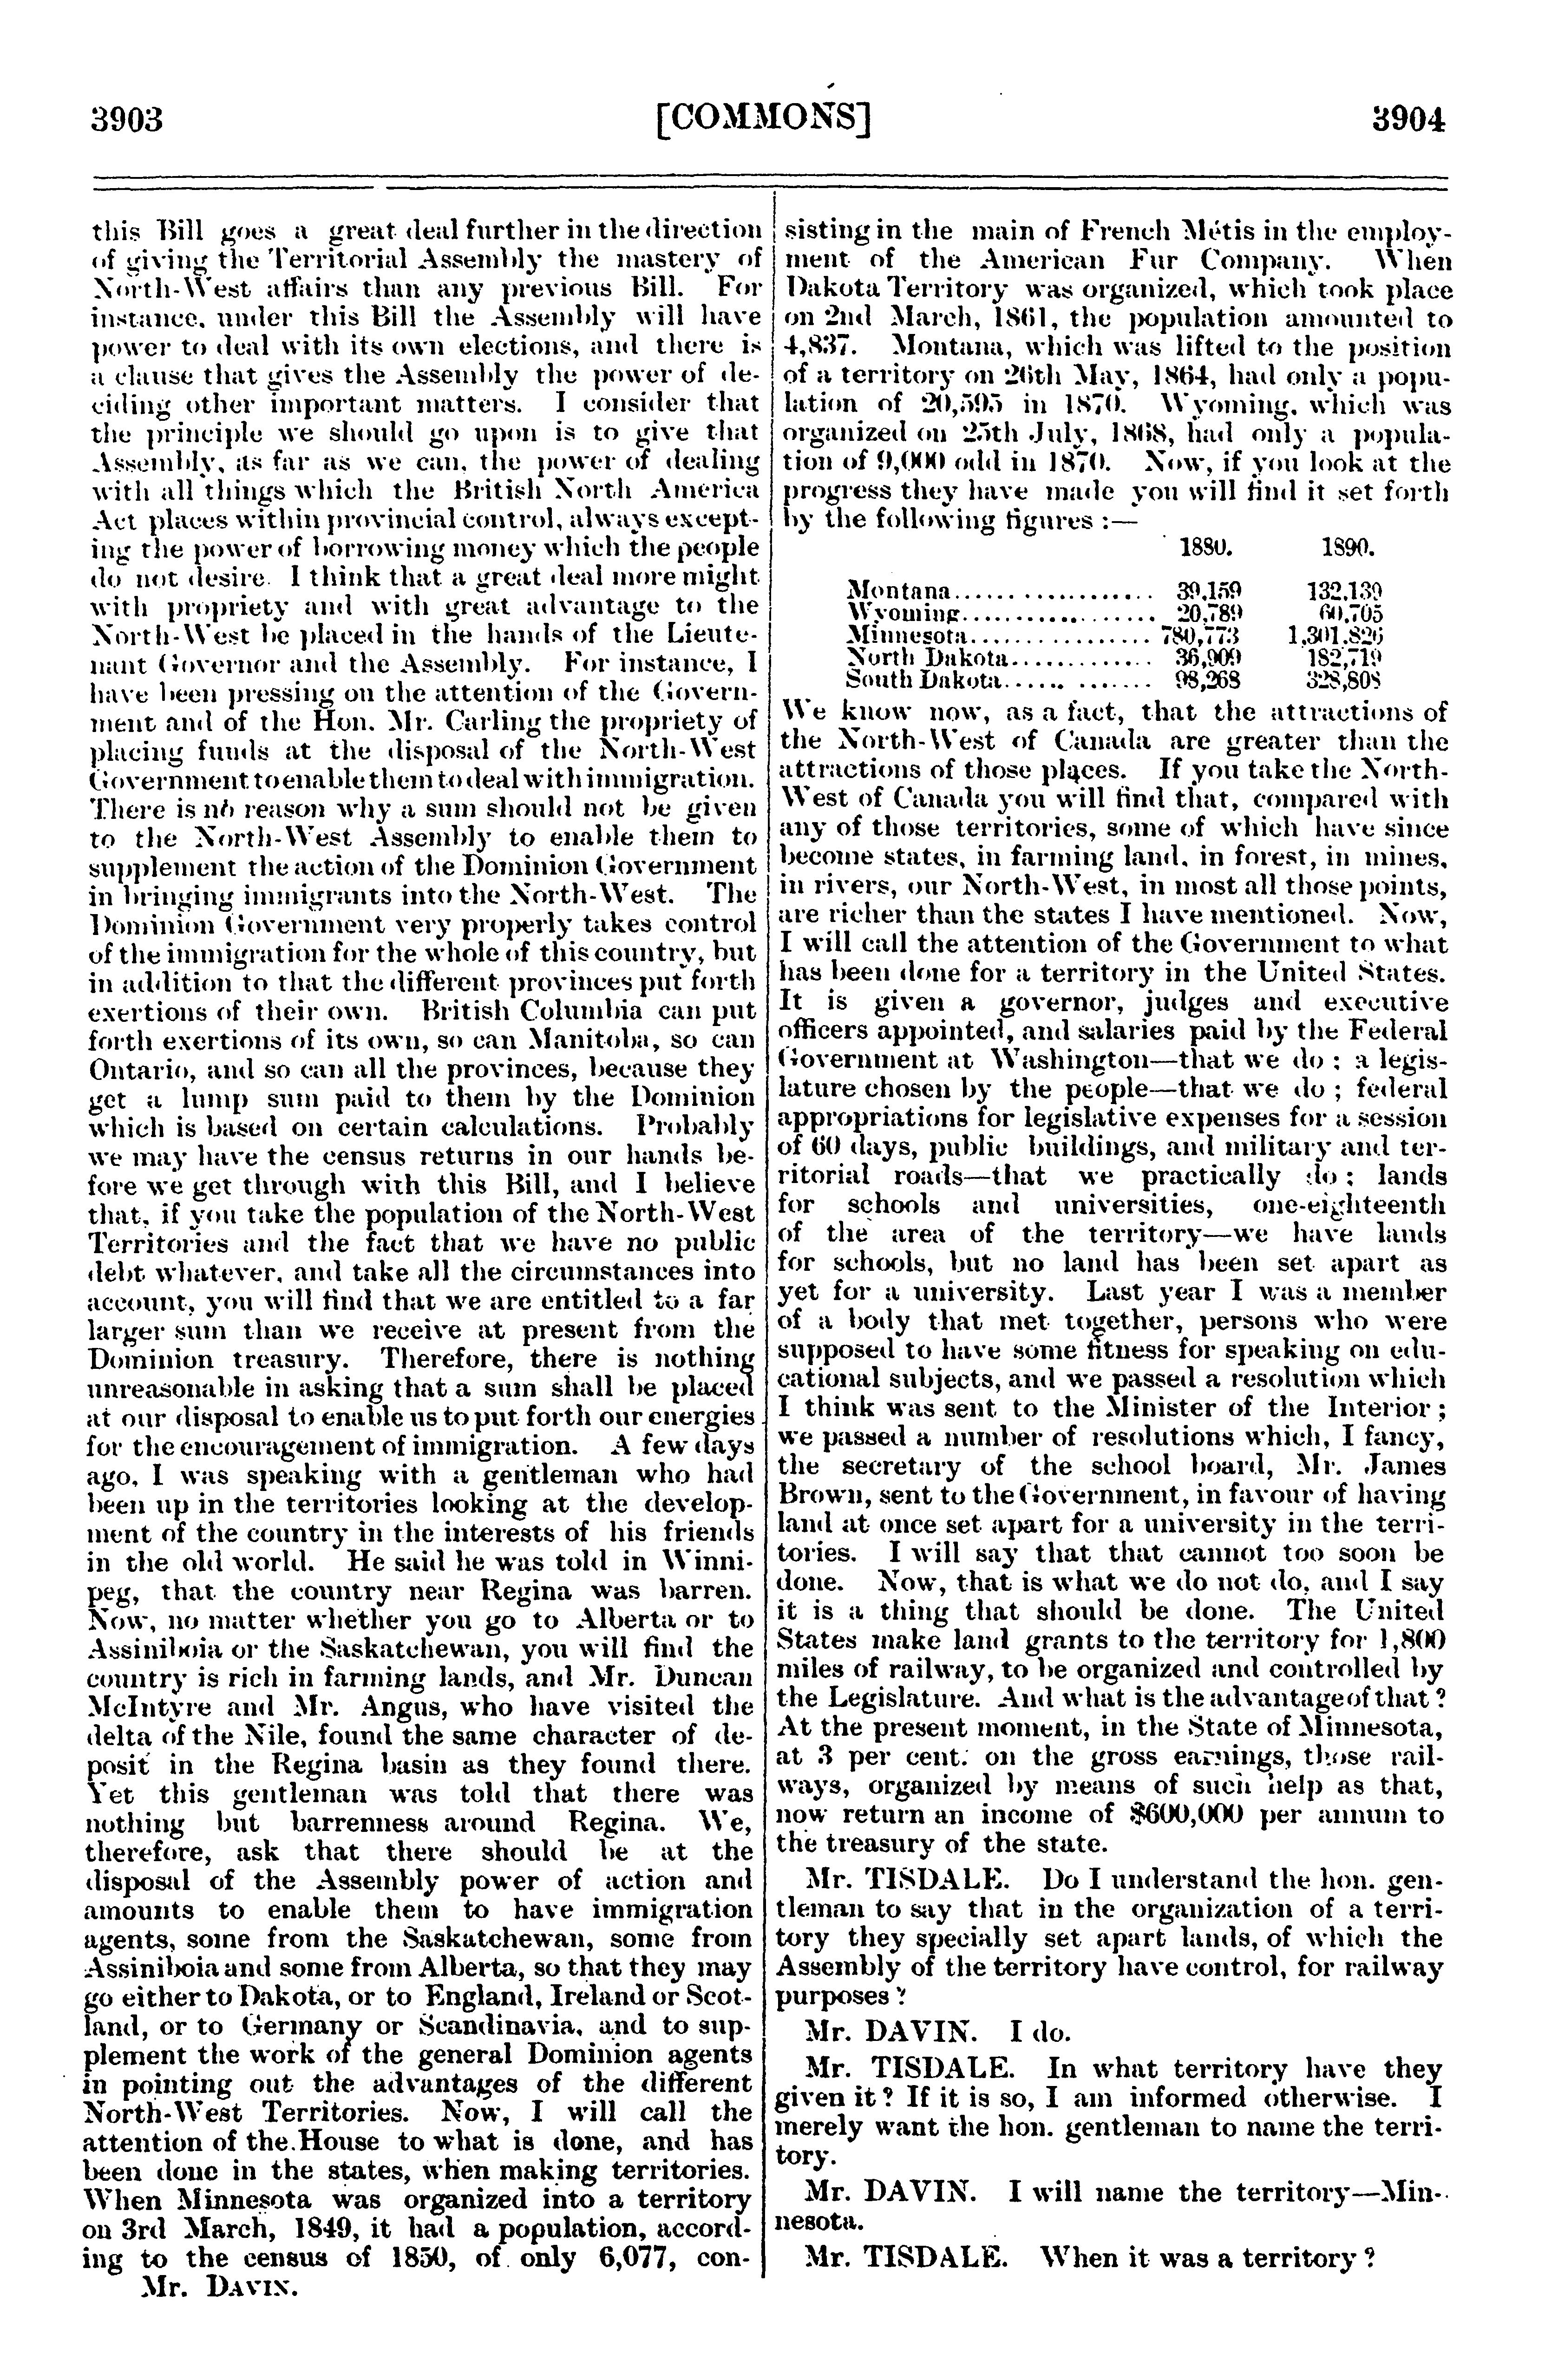 3903
[COMMONS]
3904
this Bill goes a great deal further in the direction
of giving the Territorial Assembly the mastery of
North-West affairs than any previous Bill. For
instance, under this Bill the Assembly will have
power to deal with its own elections, and there is
a clause that gives the Assembly the power of de-
ciding other important matters. I consider that
the principle we should go upon is to give that
Assembly, as far as we can, the power of dealing
with all things which the British North America
Act places within provincial control, always except-
ing the power of borrowing money which the people
do not desire. I think that a great deal more might
with propriety and with great advantage to the
North-West be placed in the hands of the Lieute-
nant Governor and the Assembly. For instance, I
have been pressing on the attention of the Govern-
ment and of the Hon. Mr. Carling the propriety of
placing funds at the disposal of the North-West
Government to enable them to deal with immigration.
There is no reason why a sum should not be given
to the North-West Assembly to enable them to
supplement the action of the Dominion Government
in bringing immigrants into the North-West. The
Dominion Government very properly takes control
of the immigration for the whole of this country, but
in addition to that the different provinces put forth
exertions of their own. British Columbia can put
forth exertions of its own, so can Manitoba, so can
Ontario, and so can all the provinces, because they
get a lump sum paid to them by the Dominion
which is based on certain calculations. Probably
we may have the census returns in our hands be-
fore we get through with this Bill, and I believe
that, if you take the population of the North-West
Territories and the fact that we have no public
debt whatever, and take all the circumstances into
account, you will find that we are entitled to a far
larger sum than we receive at present from the
Dominion treasury. Therefore, there is nothing
unreasonable in asking that a sum shall be placed
at our disposal to enable us to put forth our energies
for the encouragement of immigration. A few days
ago, I was speaking with a gentleman who had
been up in the territories looking at the develop-
ment of the country in the interests of his friends
in the old world. He said he was told in Winni-
peg, that the country near Regina was barren.
Now, no matter whether you go to Alberta or to
Assiniboia or the Saskatchewan, you will find the
country is rich in farming lands, and Mr. Duncan
McIntyre and Mr. Angus, who have visited the
delta of the Nile, found the same character of de-
posit in the Regina basin as they found there.
Yet this gentleman was told that there was
nothing but barrenness around Regina. We,
therefore, ask that there should be at the
disposal of the Assembly power of action and
amounts to enable them to have immigration
agents, some from the Saskatchewan, some from
Assiniboia and some from Alberta, so that they may
go either to Dakota, or to England, Ireland or Scot-
land, or to Germany or Scandinavia, and to sup-
plement the work of the general Dominion agents
in pointing out the advantages of the different
North-West Territories. Now, I will call the
attention of the House to what is done, and has
been done in the states, when making territories.
When Minnesota was organized into a territory
on 3rd March, 1849, it had a population, accord-
ing to the census of 1850, of only 6,077, con-
Mr. DAVIN.
sisting in the main of French Métis in the employ-
ment of the American Fur Company. When
Dakota Territory was organized, which took place
on 2nd March, 1861, the population amounted to
4,837. Montana, which was lifted to the position
of a territory on 26th May, 1864, had only a popu-
lation of 20,595 in 1870. Wyoming, which was
organized on 25th July, 1868, had only a popula-
tion of 9,000 odd in 1870. Now, if you look at the
progress they have made you will find it set forth
by the following figures :—
1880. 1890.
Montana.................... 39,159 132,139
Wyoming.................... 20,789 60,705
Minnesota.................. 780,773 1,301,826
North Dakota.............. 36,909 182,719
South Dakota.............. 98,268 328,808
We know now, as a fact, that the attractions of
the North-West of Canada are greater than the
attractions of those places. If you take the North-
West of Canada you will find that, compared with
any of those territories, some of which have since
become states, in farming land, in forest, in mines,
in rivers, our North-West, in most all those points,
are richer than the states I have mentioned. Now,
I will call the attention of the Government to what
has been done for a territory in the United States.
It is given a governor, judges and executive
officers appointed, and salaries paid by the Federal
Government at Washington—that we do ; a legis-
lature chosen by the people—that we do ; federal
appropriations for legislative expenses for a session
of 60 days, public buildings, and military and ter-
ritorial roads—that we practically do ; lands
for schools and universities, one-eighteenth
of the area of the territory—we have lands
for schools, but no land has been set apart as
yet for a university. Last year I was a member
of a body that met together, persons who were
supposed to have some fitness for speaking on edu-
cational subjects, and we passed a resolution which
I think was sent to the Minister of the Interior ;
we passed a number of resolutions which, I fancy,
the secretary of the school board, Mr. James
Brown, sent to the Government, in favour of having
land at once set apart for a university in the terri-
tories. I will say that that cannot too soon be
done. Now, that is what we do not do, and I say
it is a thing that should be done. The United
States make land grants to the territory for 1,800
miles of railway, to be organized and controlled by
the Legislature. And what is the advantage of that ?
At the present moment, in the State of Minnesota,
at 3 per cent. on the gross earnings, those rail-
ways, organized by means of such help as that,
now return an income of $600,000 per annum to
the treasury of the state.
Mr. TISDALE. Do I understand the hon. gen-
tleman to say that in the organization of a terri-
tory they specially set apart lands, of which the
Assembly of the territory have control, for railway
purposes ?
Mr. DAVIN. I do.
Mr. TISDALE. In what territory have they
given it ? If it is so, I am informed otherwise. I
merely want the hon. gentleman to name the terri-
tory.
Mr. DAVIN. I will name the territory—Min-
nesota.
Mr. TISDALE. When it was a territory ?